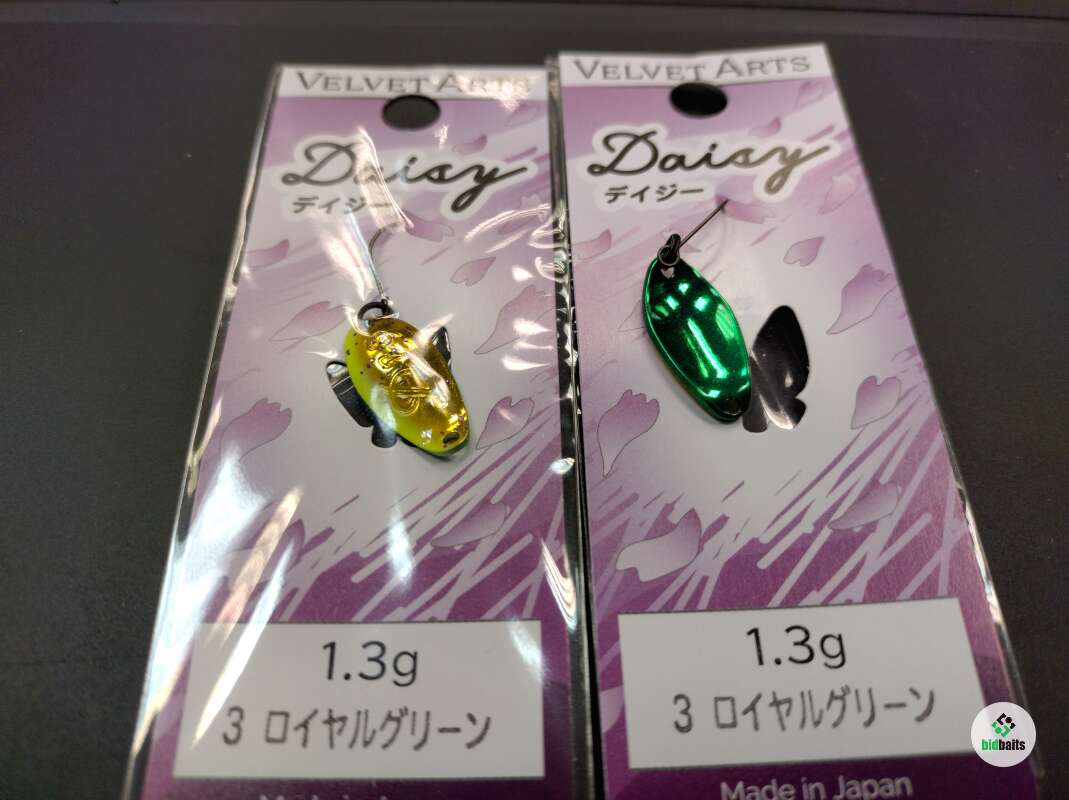 VELVET ARTS
Daisy
デイジー
1.3g
3 ロイヤルグリーン
VELVET ARTS
Daisy
デイジー
1.3g
3 ロイヤルグリーン
Made in Japan
bidbaits